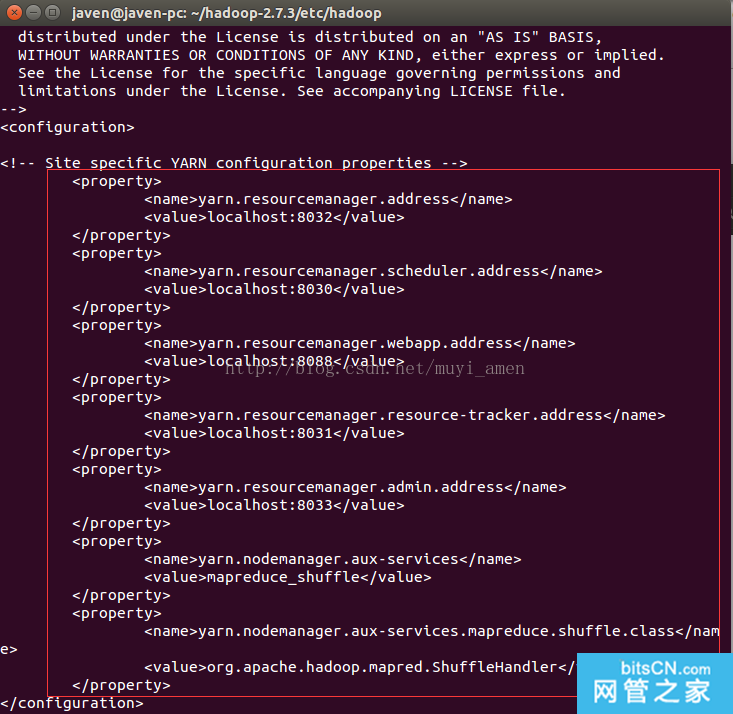 javen@javen-pc: ~/hadoop-2.7.3/etc/hadoop
distributed under the License is distributed on an "AS IS" BASIS,
WITHOUT WARRANTIES OR CONDITIONS OF ANY KIND, either express or implied.
See the License for the specific language governing permissions and
limitations under the License. See accompanying LICENSE file.
-->
<configuration>
<!-- Site specific YARN configuration properties -->
<property>
<name>yarn.resourcemanager.address</name>
<value>localhost:8032</value>
</property>
<property>
<name>yarn.resourcemanager.scheduler.address</name>
<value>localhost:8030</value>
</property>
<property>
<name>yarn.resourcemanager.webapp.address</name>
<value>localhost:8088</value>
http://blog.csdn.net/muyi_amen
</property>
<property>
<name>yarn.resourcemanager.resource-tracker.address</name>
<value>localhost:8031</value>
</property>
<property>
<name>yarn.resourcemanager.admin.address</name>
<value>localhost:8033</value>
</property>
<property>
<name>yarn.nodemanager.aux-services</name>
<value>mapreduce_shuffle</value>
</property>
<property>
<name>yarn.nodemanager.aux-services.mapreduce.shuffle.class</nam
e>
<value>org.apache.hadoop.mapred.ShuffleHandler</
</property>
</configuration>
bitsCN.com
网管之家